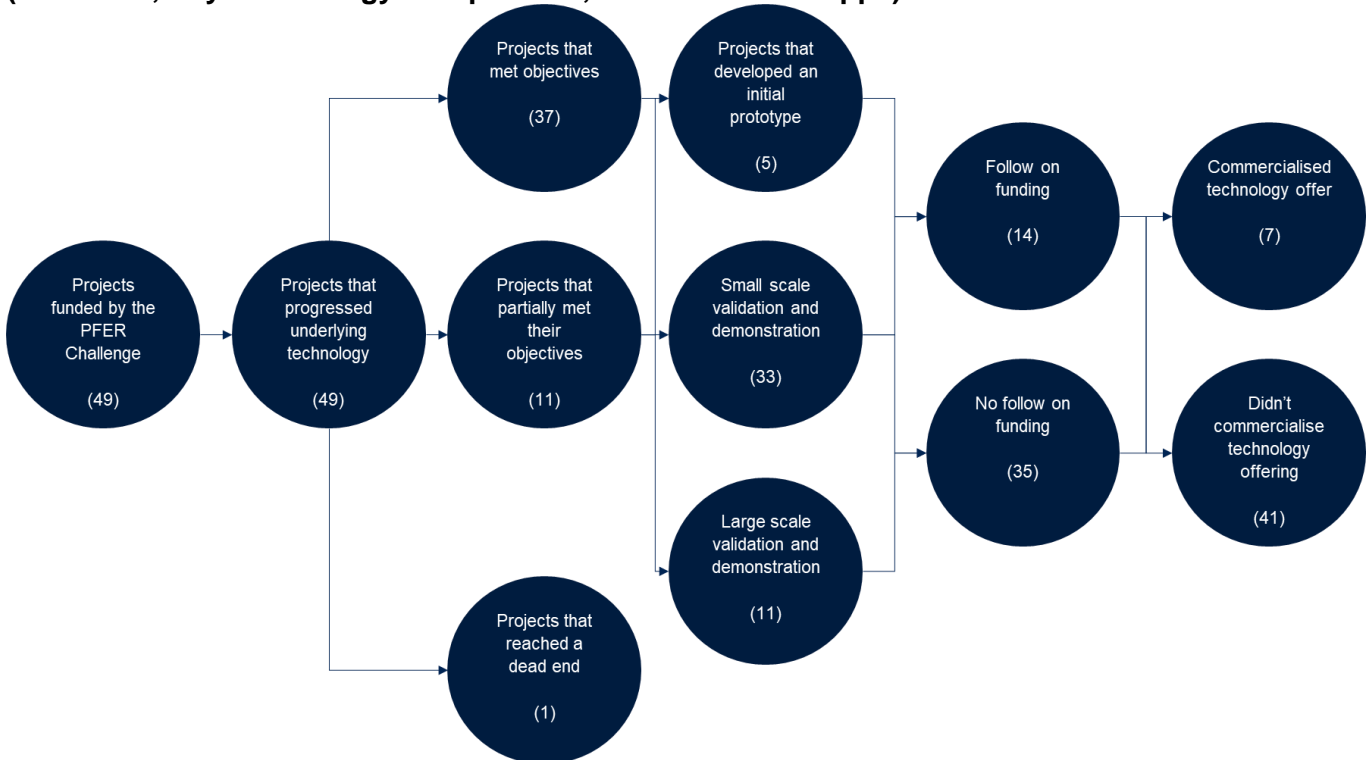 Projects
funded by the
PFER
Challenge
(49)
Projects that
progressed
underlying
technology
(49)
Projects that
met objectives
(37)
Projects that
partially met
their
objectives
(11)
Projects that
reached a
dead end
(1)
Projects that
developed an
initial
prototype
(5)
Small scale
validation and
demonstration
(33)
Large scale
validation and
demonstration
(11)
Follow on
funding
(14)
No follow on
funding
(35)
Commercialised
technology offer
(7)
Didn't
commercialise
technology
offering
(41)